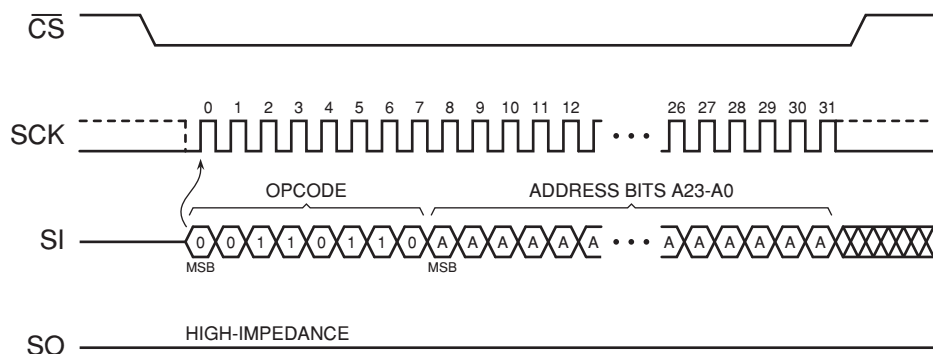 CS
0 1 2 3 4 5 6 7 8 9 10 11 12 26 27 28 29 30 31
SCK
OPCODE ADDRESS BITS A23-A0
SI 0 0 1 1 0 1 1 0 A A A A A A A A A A A A
MSB MSB
HIGH-IMPEDANCE
SO